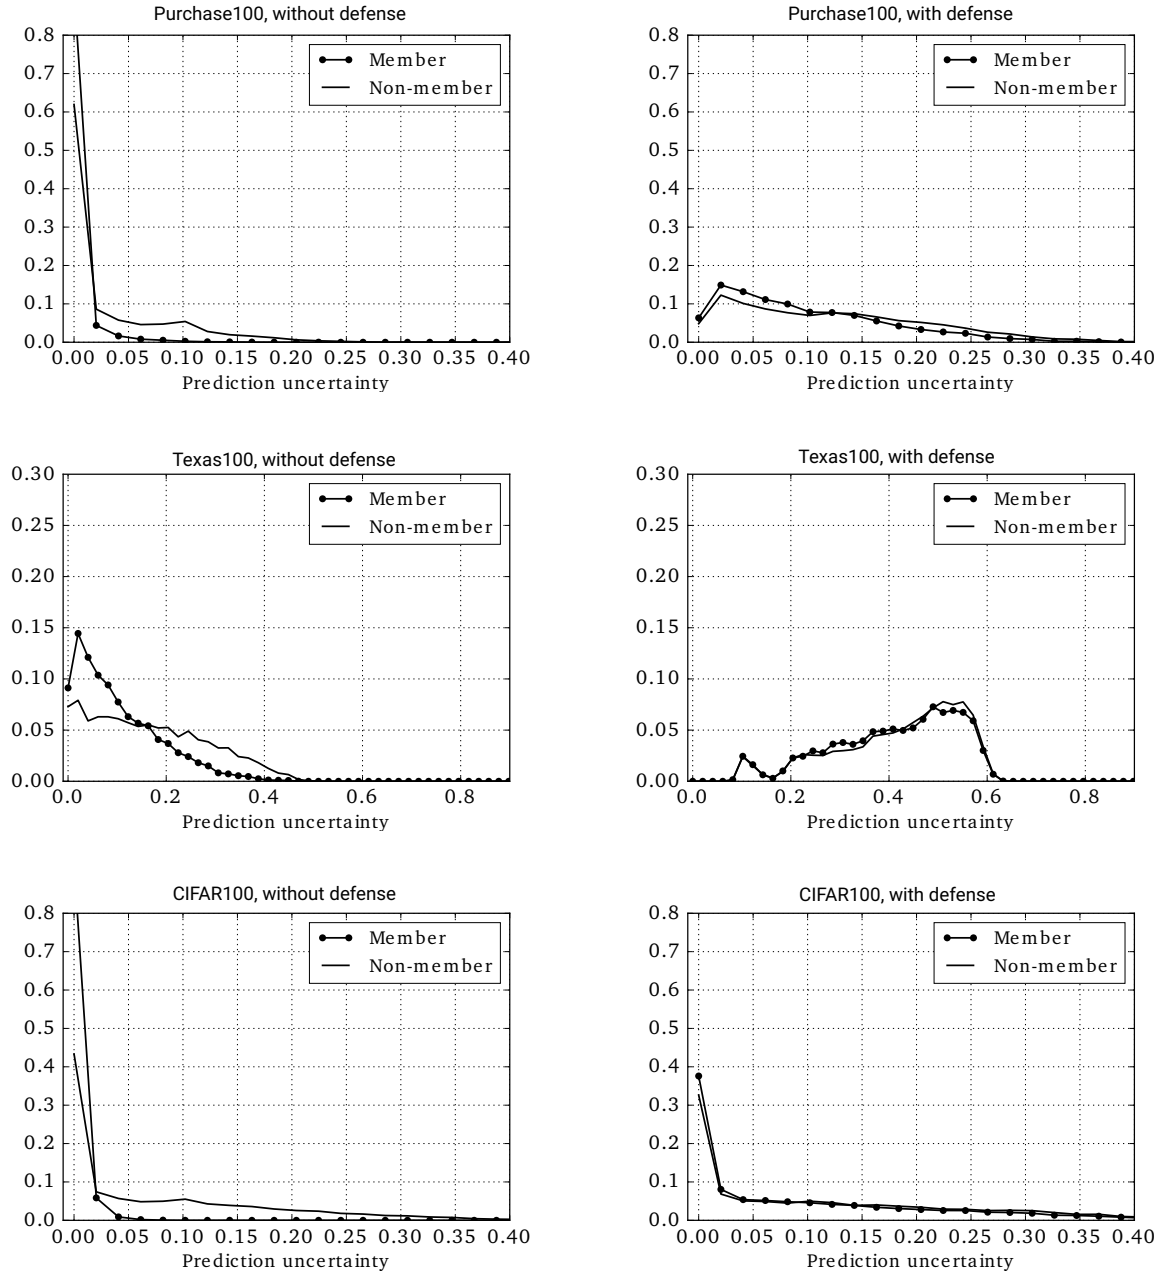 Purchase100, without defense
0.8
0.7
0.6
0.5
0.4
0.3
0.2
0.1
0.0
Member
Non-member
0.00 0.05 0.10 0.15 0.20 0.25 0.30 0.35 0.40
Prediction uncertainty
Purchase100, with defense
0.8
0.7
0.6
0.5
0.4
0.3
0.2
0.1
0.0
Member
Non-member
0.00 0.05 0.10 0.15 0.20 0.25 0.30 0.35 0.40
Prediction uncertainty
Texas100, without defense
0.30
0.25
0.20
0.15
0.10
0.05
0.00
Member
Non-member
0.0 0.2 0.4 0.6 0.8
Prediction uncertainty
Texas100, with defense
0.30
0.25
0.20
0.15
0.10
0.05
0.00
Member
Non-member
0.0 0.2 0.4 0.6 0.8
Prediction uncertainty
CIFAR100, without defense
0.8
0.7
0.6
0.5
0.4
0.3
0.2
0.1
0.0
Member
Non-member
0.00 0.05 0.10 0.15 0.20 0.25 0.30 0.35 0.40
Prediction uncertainty
CIFAR100, with defense
0.8
0.7
0.6
0.5
0.4
0.3
0.2
0.1
0.0
Member
Non-member
0.00 0.05 0.10 0.15 0.20 0.25 0.30 0.35 0.40
Prediction uncertainty